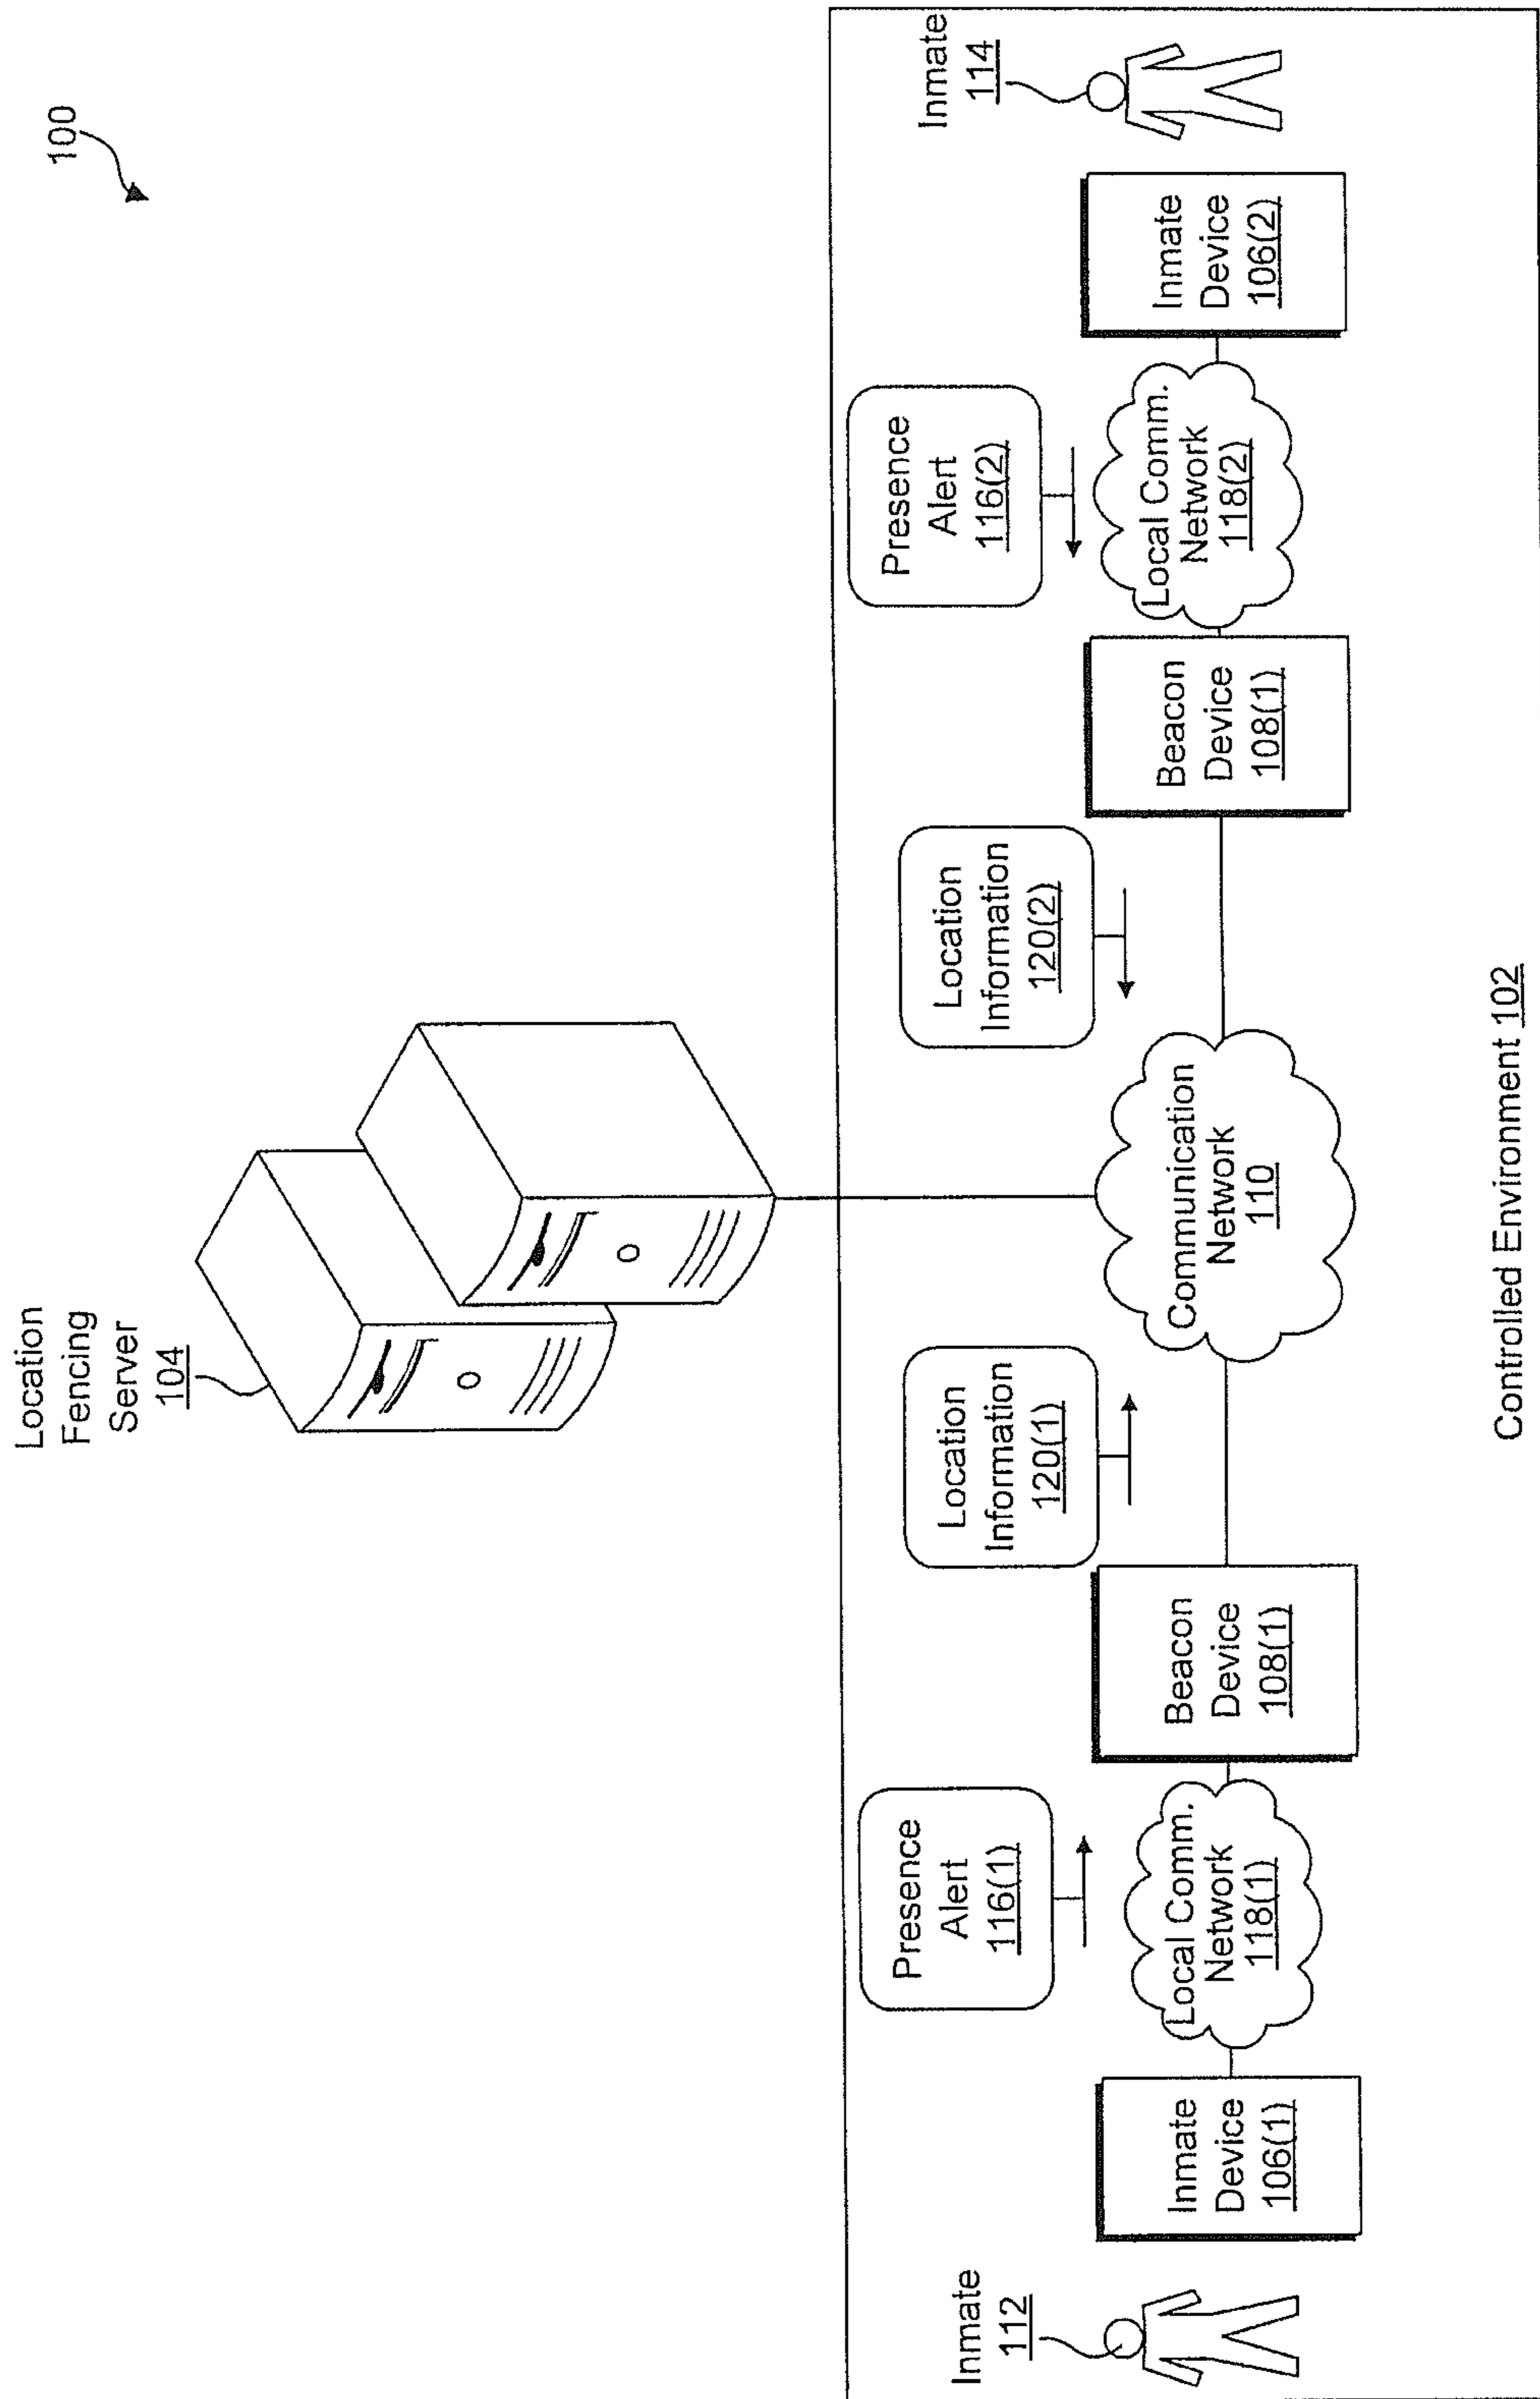 100
Location
Fencing
Server
104
Inmate
112
Inmate
Device
106(1)
Presence
Alert
116(1)
Local Comm.
Network
118(1)
Beacon
Device
108(1)
Location
Information
120(1)
Communication
Network
110
Location
Information
120(2)
Beacon
Device
108(1)
Presence
Alert
116(2)
Local Comm.
Network
118(2)
Inmate
Device
106(2)
Inmate
114
Controlled Environment 102